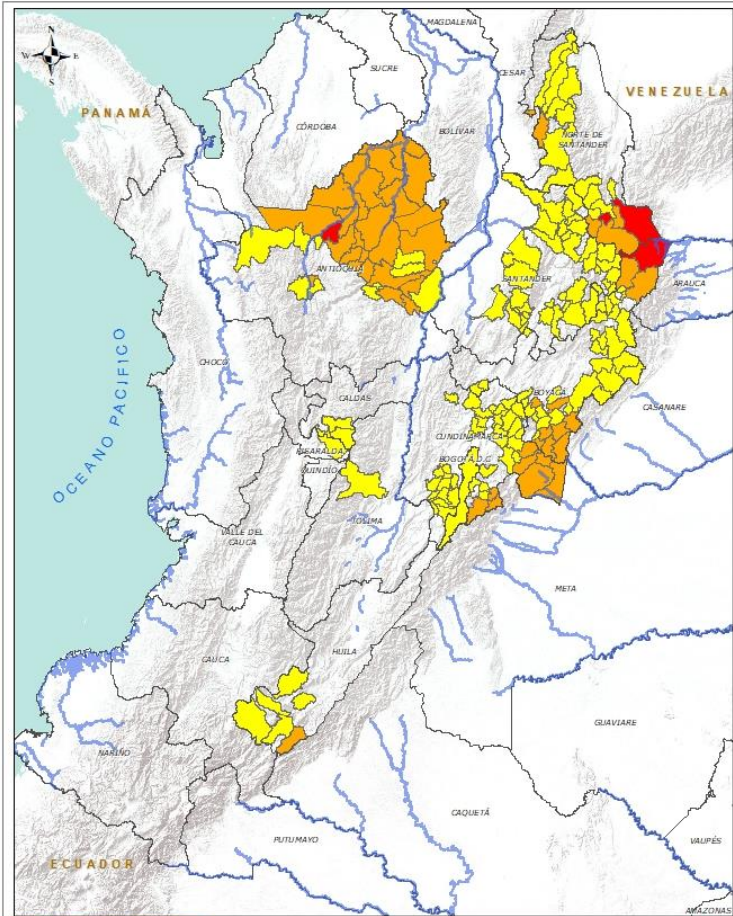 N
W E
S
MAGDALENA
SUCRE
CESAR
VENEZUELA
PANAMÁ
CÓRDOBA
BOLÍVAR
NORTE DE
SANTANDER
ANTIOQUIA
SANTANDER
ARAUCA
CHOCÓ
OCEANO PACIFICO
CALDAS
BOYACÁ
CASANARE
RISARALDA
CUNDINAMARCA
QUINDÍO
BOGOTÁ D.C.
TOLIMA
VALLE DEL
CAUCA
META
CAUCA
HUILA
GUAVIARE
NARIÑO
CAQUETÁ
PUTUMAYO
VAUPÉS
ECUADOR
AMAZONAS